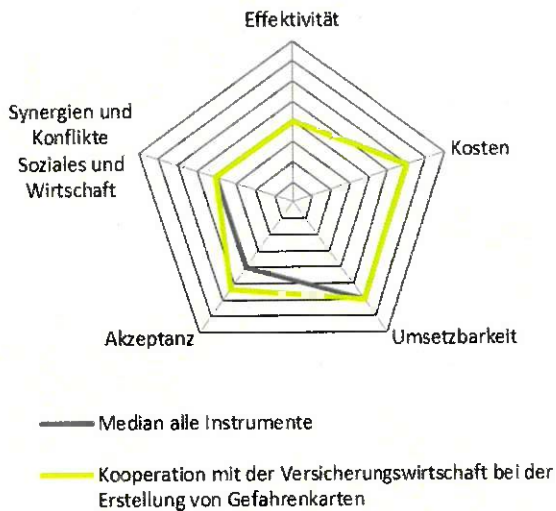 Effektivität
Synergien und
Konflikte
Soziales und
Wirtschaft
Kosten
Akzeptanz
Umsetzbarkeit
Median alle Instrumente
Kooperation mit der Versicherungswirtschaft bei der
Erstellung von Gefahrenkarten